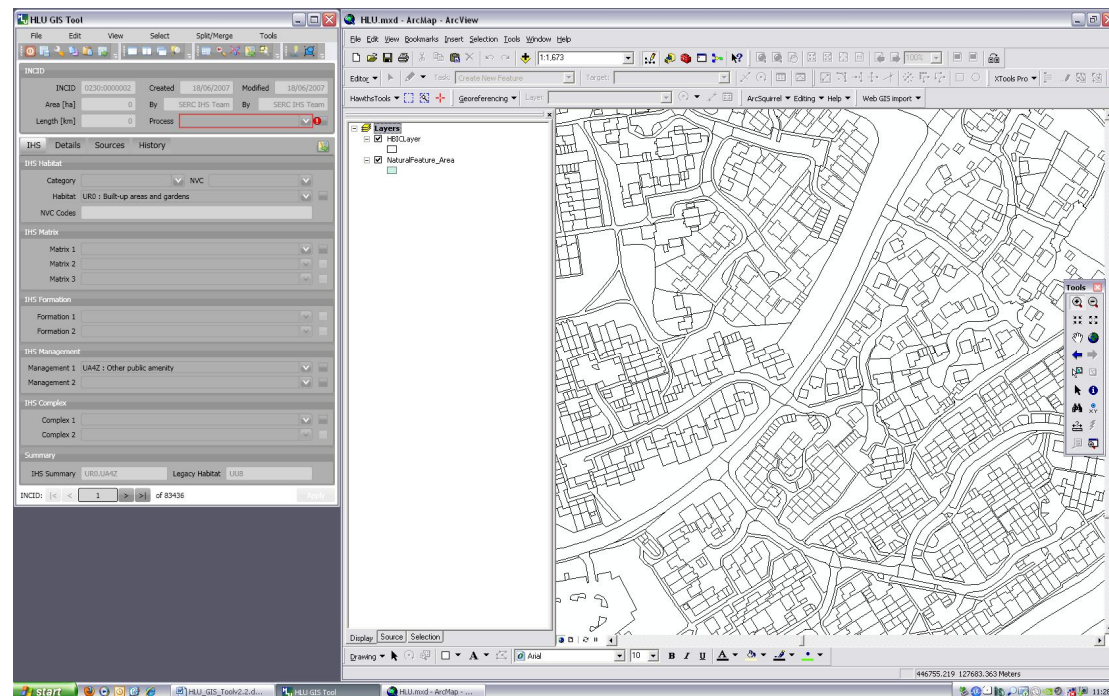 HLU GIS Tool
File Edit View Select Split/Merge Tools
INCID
INCID 0230:0000002 Created 18/06/2007 Modified 18/06/2007
Area [ha] 0 By SERC IHS Team By SERC IHS Team
Length [km] 0 Process
IHS Details Sources History
IHS Habitat
Category NVC
Habitat UR0 : Built-up areas and gardens
NVC Codes
IHS Matrix
Matrix 1
Matrix 2
Matrix 3
IHS Formation
Formation 1
Formation 2
IHS Management
Management 1 UA4Z : Other public amenity
Management 2
IHS Complex
Complex 1
Complex 2
Summary
IHS Summary UR0.UA4Z Legacy Habitat UUB
INCID: |< < 1 > >| of 83436 Apply
HLU.mxd - ArcMap - ArcView
File Edit View Bookmarks Insert Selection Tools Window Help
1:1,673 100%
Editor Task: Create New Feature Target: XTools Pro
HawthsTools Georeferencing Layer: ArcSquirrel Editing Help Web GIS import
Layers
HBICLayer
NaturalFeature_Area
Tools
XY
Display Source Selection
Drawing A Arial 10 B I U A
446755.219 127683.363 Meters
start HLU_GIS_Toolv2.2.d... HLU GIS Tool HLU.mxd - ArcMap - ... 11:28